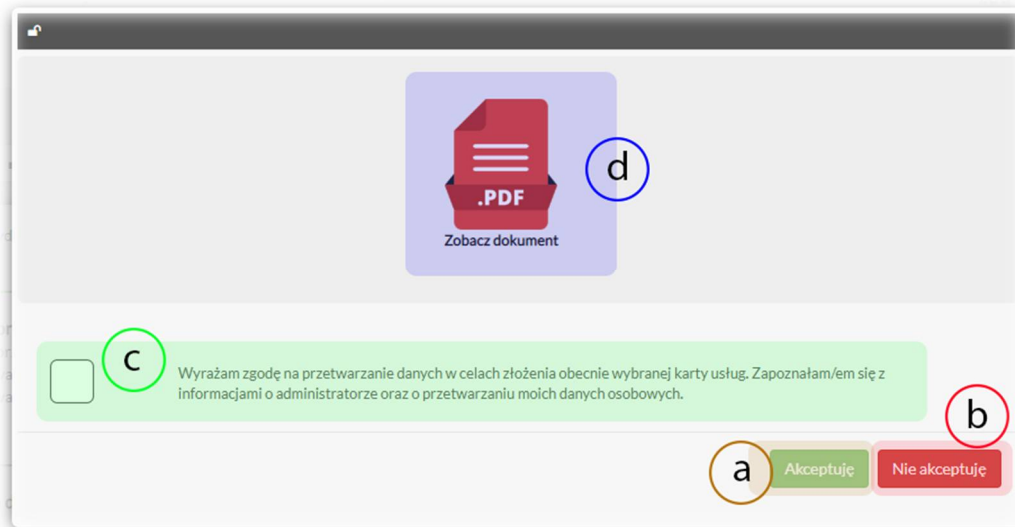 .PDF
d
Zobacz dokument
c
Wyrażam zgodę na przetwarzanie danych w celach złożenia obecnie wybranej karty usług. Zapoznałam/em się z
informacjami o administratorze oraz o przetwarzaniu moich danych osobowych.
b
a
Akceptuję
Nie akceptuję